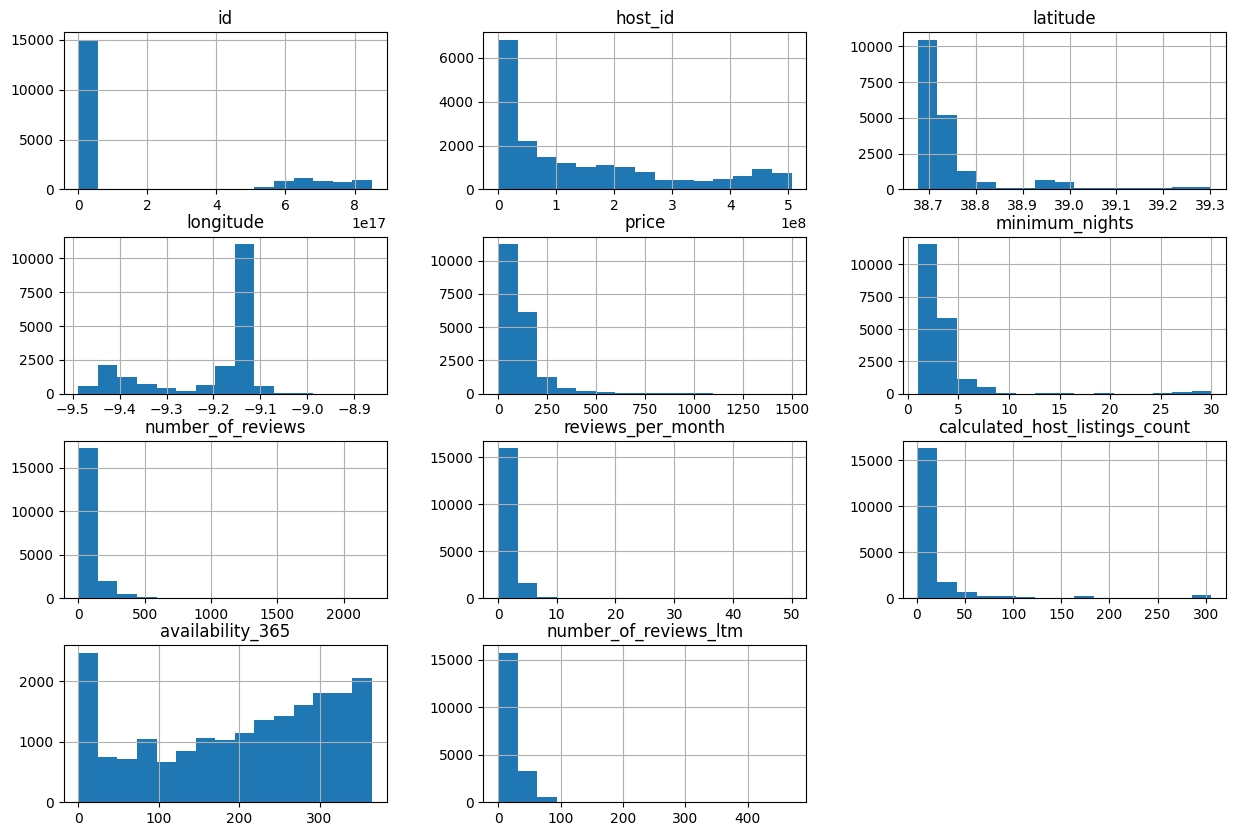 id
15000
10000
5000
0
0 2 4 6 8
1e17
host_id
6000
4000
2000
0
0 1 2 3 4 5
1e8
latitude
10000
7500
5000
2500
0
38.7 38.8 38.9 39.0 39.1 39.2 39.3
longitude
10000
7500
5000
2500
0
−9.5 −9.4 −9.3 −9.2 −9.1 −9.0 −8.9
price
10000
8000
6000
4000
2000
0
0 250 500 750 1000 1250 1500
minimum_nights
10000
7500
5000
2500
0
0 5 10 15 20 25 30
number_of_reviews
15000
10000
5000
0
0 500 1000 1500 2000
reviews_per_month
15000
10000
5000
0
0 10 20 30 40 50
calculated_host_listings_count
15000
10000
5000
0
0 50 100 150 200 250 300
availability_365
2000
1000
0
0 100 200 300
number_of_reviews_ltm
15000
10000
5000
0
0 100 200 300 400